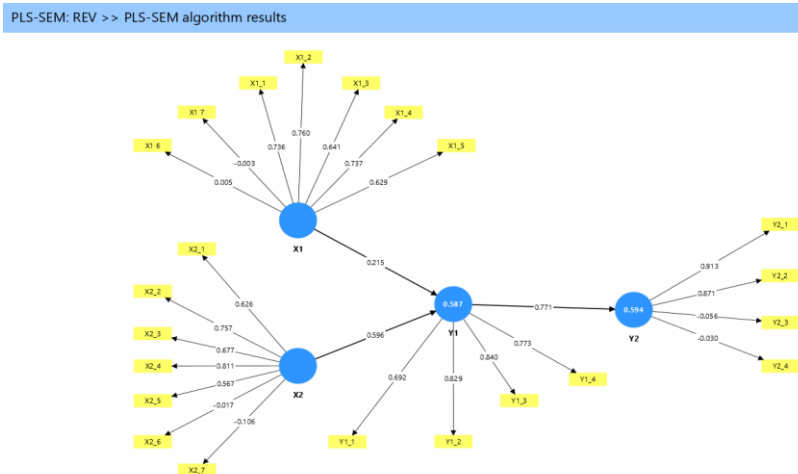 PLS-SEM: REV >> PLS-SEM algorithm results
X1_2
X1_1
X1_3
X1 7
X1_4
X1 6
X1_5
0.760
0.736
0.641
0.737
-0.003
0.005
0.629
X1
X2_1
X2_2
X2_3
X2_4
X2_5
X2_6
X2_7
0.626
0.757
0.677
0.811
0.567
-0.017
-0.106
X2
0.215
0.596
0.587
Y1
0.771
0.594
Y2
0.692
0.829
0.840
0.773
Y1_1
Y1_2
Y1_3
Y1_4
0.913
0.871
-0.056
-0.030
Y2_1
Y2_2
Y2_3
Y2_4